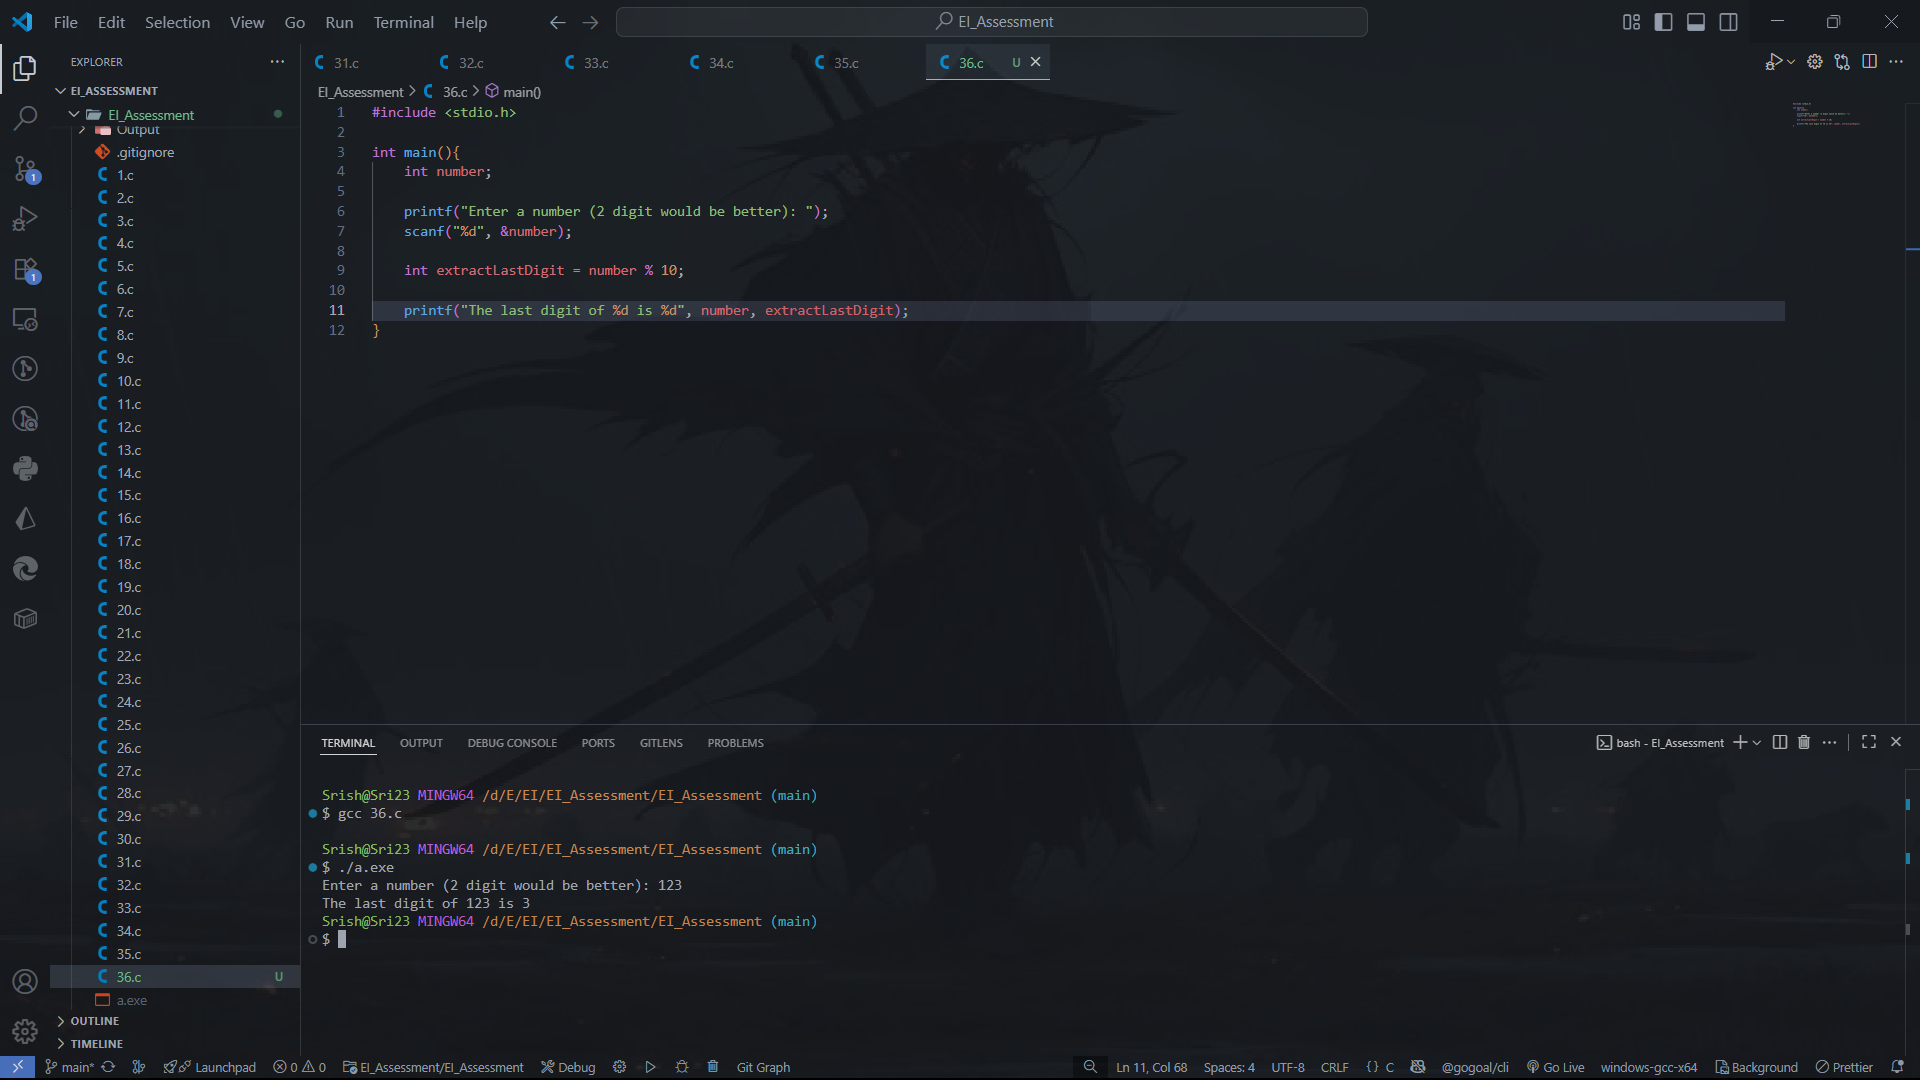 File Edit Selection View Go Run Terminal Help
EI_Assessment
EXPLORER
EI_ASSESSMENT
EI_Assessment
Output
.gitignore
1.c
2.c
3.c
4.c
5.c
6.c
7.c
8.c
9.c
10.c
11.c
12.c
13.c
14.c
15.c
16.c
17.c
18.c
19.c
20.c
21.c
22.c
23.c
24.c
25.c
26.c
27.c
28.c
29.c
30.c
31.c
32.c
33.c
34.c
35.c
36.c U
a.exe
OUTLINE
TIMELINE
1
1
31.c 32.c 33.c 34.c 35.c 36.c U
EI_Assessment > 36.c > main()
1 #include <stdio.h>
2
3 int main(){
4 int number;
5
6 printf("Enter a number (2 digit would be better): ");
7 scanf("%d", &number);
8
9 int extractLastDigit = number % 10;
10
11 printf("The last digit of %d is %d", number, extractLastDigit);
12 }
TERMINAL OUTPUT DEBUG CONSOLE PORTS GITLENS PROBLEMS
bash - EI_Assessment
Srish@Sri23 MINGW64 /d/E/EI/EI_Assessment/EI_Assessment (main)
$ gcc 36.c
Srish@Sri23 MINGW64 /d/E/EI/EI_Assessment/EI_Assessment (main)
$ ./a.exe
Enter a number (2 digit would be better): 123
The last digit of 123 is 3
Srish@Sri23 MINGW64 /d/E/EI/EI_Assessment/EI_Assessment (main)
$
main* Launchpad 0 0 EI_Assessment/EI_Assessment Debug Git Graph Ln 11, Col 68 Spaces: 4 UTF-8 CRLF {} C @gogoal/cli Go Live windows-gcc-x64 Background Prettier